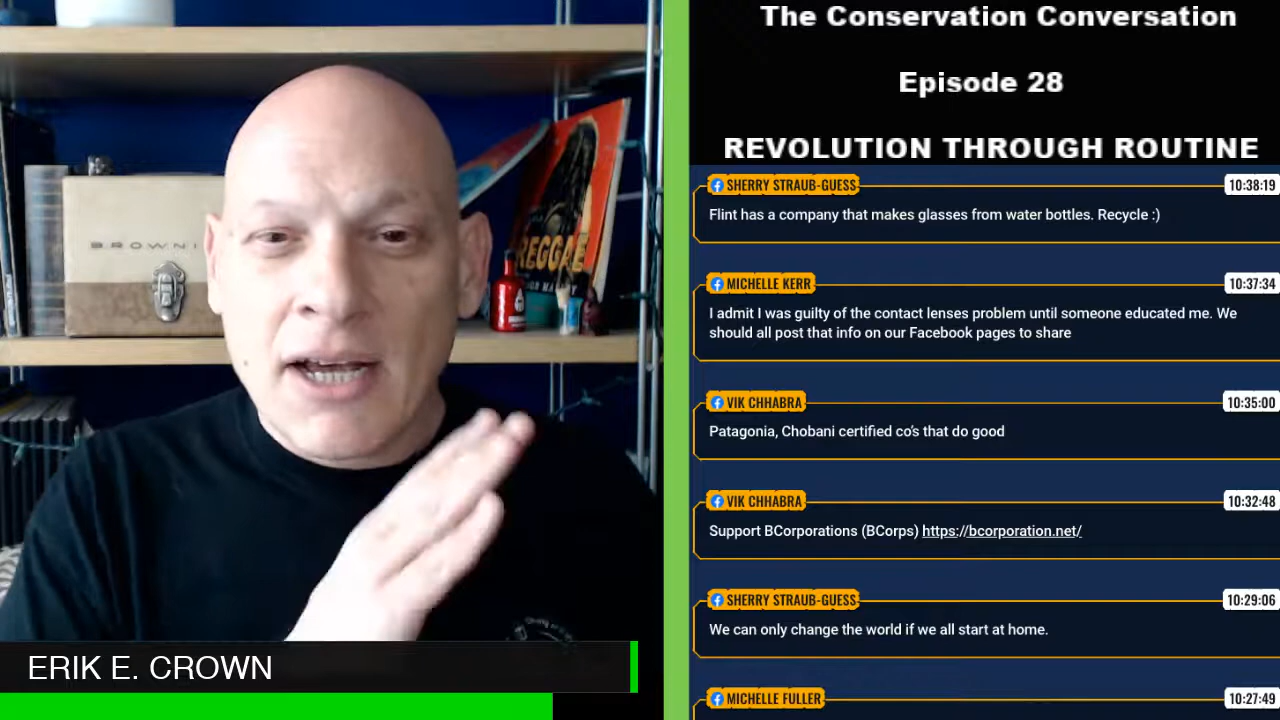 The Conservation Conversation
Episode 28
REVOLUTION THROUGH ROUTINE
SHERRY STRAUB-GUESS
10:38:19
Flint has a company that makes glasses from water bottles. Recycle :)
MICHELLE KERR
10:37:34
I admit I was guilty of the contact lenses problem until someone educated me. We
should all post that info on our Facebook pages to share
VIK CHHABRA
10:35:00
Patagonia, Chobani certified co's that do good
VIK CHHABRA
10:32:48
Support BCorporations (BCorps) https://bcorporation.net/
SHERRY STRAUB-GUESS
10:29:06
We can only change the world if we all start at home.
MICHELLE FULLER
10:27:49
BROWNI
REGGAE
ERIK E. CROWN